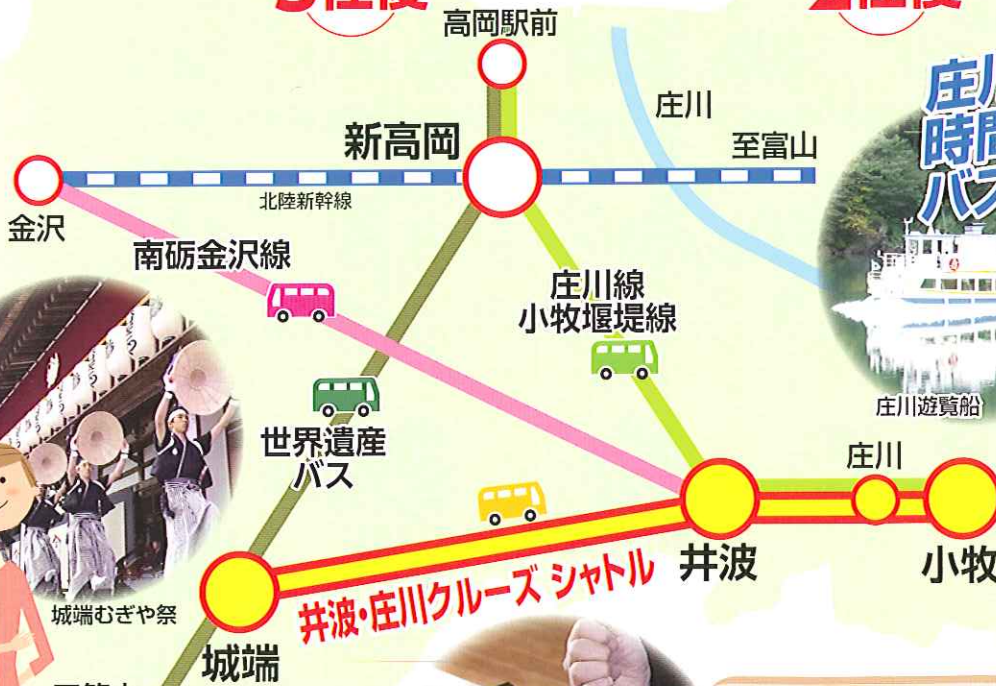 高岡駅前
庄川
新高岡
至富山
北陸新幹線
金沢
南砺金沢線
庄川線
小牧堰堤線
世界遺産
バス
庄川遊覧船
庄川
井波
小牧
井波・庄川クルーズ シャトル
城端むぎや祭
城端